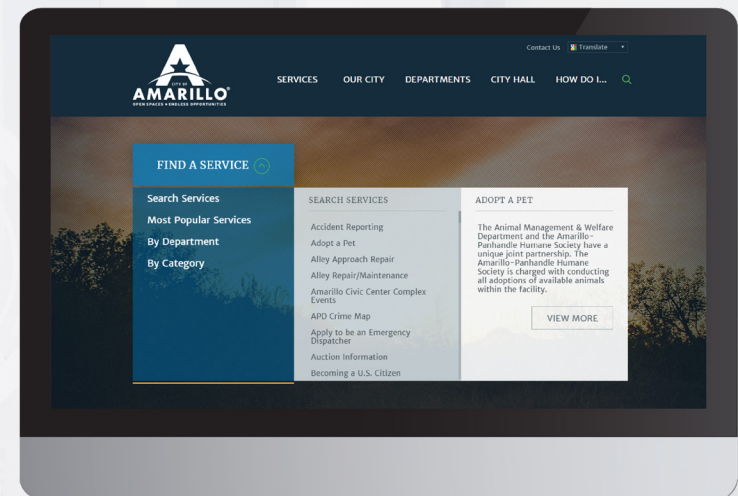 Contact Us Translate
CITY OF
AMARILLO®
OPEN SPACES ★ ENDLESS OPPORTUNITIES
SERVICES OUR CITY DEPARTMENTS CITY HALL HOW DO I...
FIND A SERVICE
Search Services
Most Popular Services
By Department
By Category
SEARCH SERVICES
Accident Reporting
Adopt a Pet
Alley Approach Repair
Alley Repair/Maintenance
Amarillo Civic Center Complex
Events
APD Crime Map
Apply to be an Emergency
Dispatcher
Auction Information
Becoming a U.S. Citizen
ADOPT A PET
The Animal Management & Welfare
Department and the Amarillo-
Panhandle Humane Society have a
unique joint partnership. The
Amarillo-Panhandle Humane
Society is charged with conducting
all adoptions of available animals
within the facility.
VIEW MORE